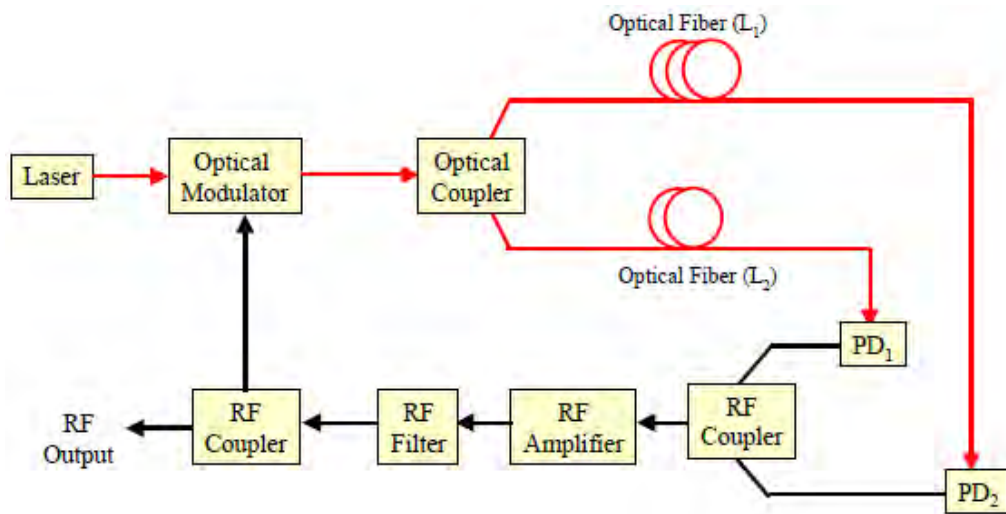 Optical Fiber (L₁)
Laser
Optical
Modulator
Optical
Coupler
Optical Fiber (L₂)
PD₁
RF
Output
RF
Coupler
RF
Filter
RF
Amplifier
RF
Coupler
PD₂